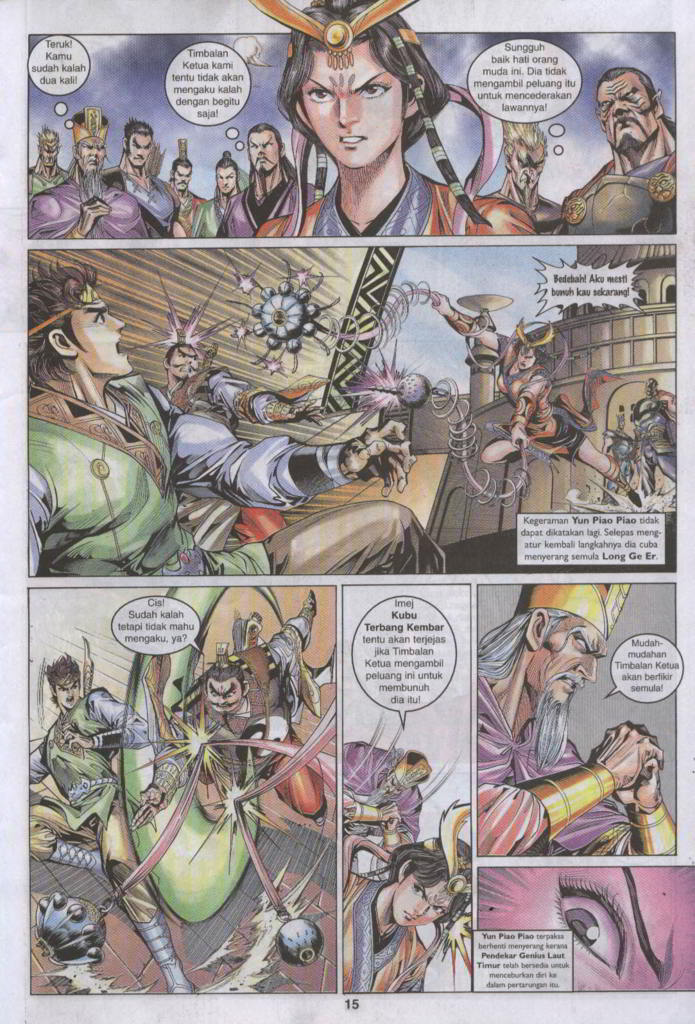 Teruk!
Kamu
sudah kalah
dua kali!
Timbalan
Ketua kami
tentu tidak akan
mengaku kalah
dengan begitu
saja!
Sungguh
baik hati orang
muda ini. Dia tidak
mengambil peluang itu
untuk mencederakan
lawannya!
Bedebah! Aku mesti
bunuh kau sekarang!
Kegeraman Yun Piao Piao tidak
dapat dikatakan lagi. Selepas meng-
atur kembali langkahnya dia cuba
menyerang semula Long Ge Er.
Cis!
Sudah kalah
tetapi tidak mahu
mengaku, ya?
Imej
Kubu
Terbang Kembar
tentu akan terjejas
jika Timbalan
Ketua mengambil
peluang ini untuk
membunuh
dia itu!
Mudah-
mudahan
Timbalan Ketua
akan berfikir
semula!
Yun Piao Piao terpaksa
berhenti menyerang kerana
Pendekar Genius Laut
Timur telah bersedia untuk
menceburkan diri ke
dalam pertarungan itu.
15